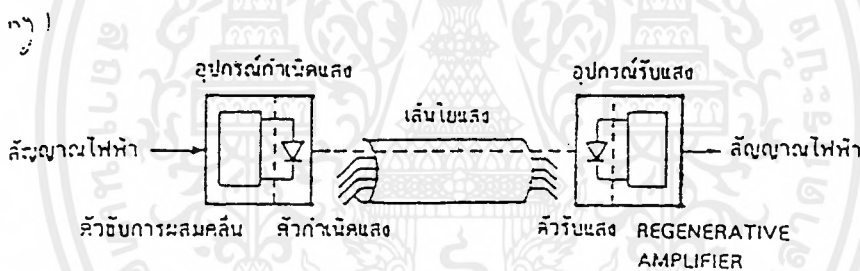 อุปกรณ์กำเนิดแสง
อุปกรณ์รับแสง
เส้นใยแสง
สัญญาณไฟฟ้า
สัญญาณไฟฟ้า
ตัวขับการผสมคลื่น ตัวกำเนิดแสง
ตัวรับแสง REGENERATIVE
AMPLIFIER